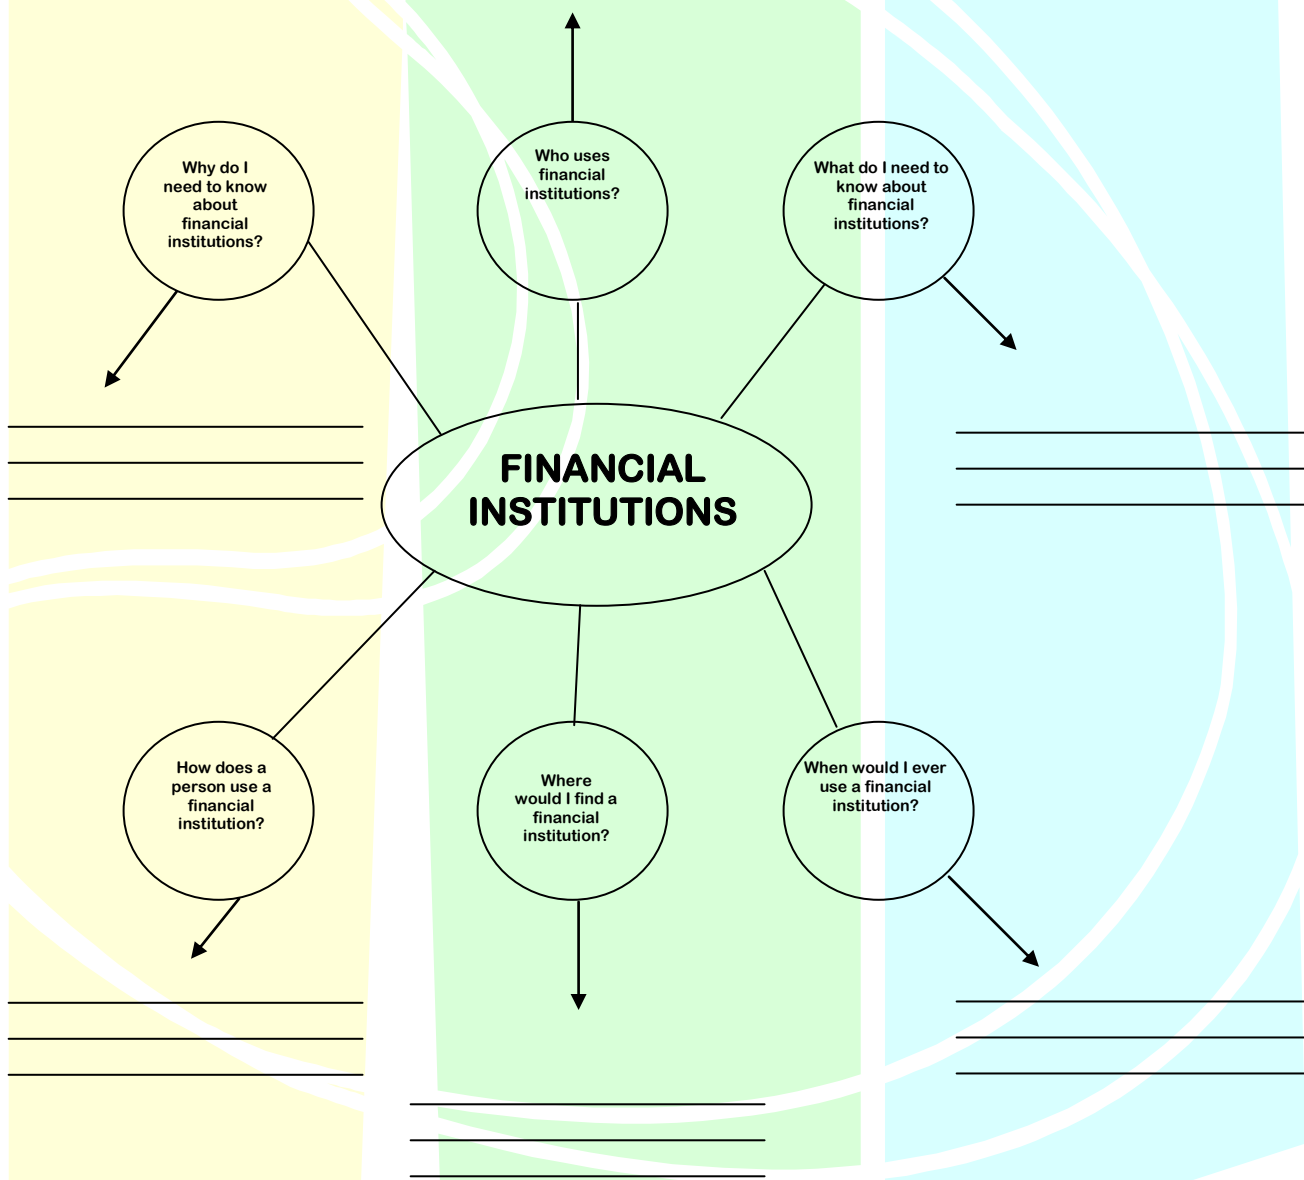 Why do I
need to know
about
financial
institutions?
Who uses
financial
institutions?
What do I need to
know about
financial
institutions?
FINANCIAL
INSTITUTIONS
How does a
person use a
financial
institution?
Where
would I find a
financial
institution?
When would I ever
use a financial
institution?